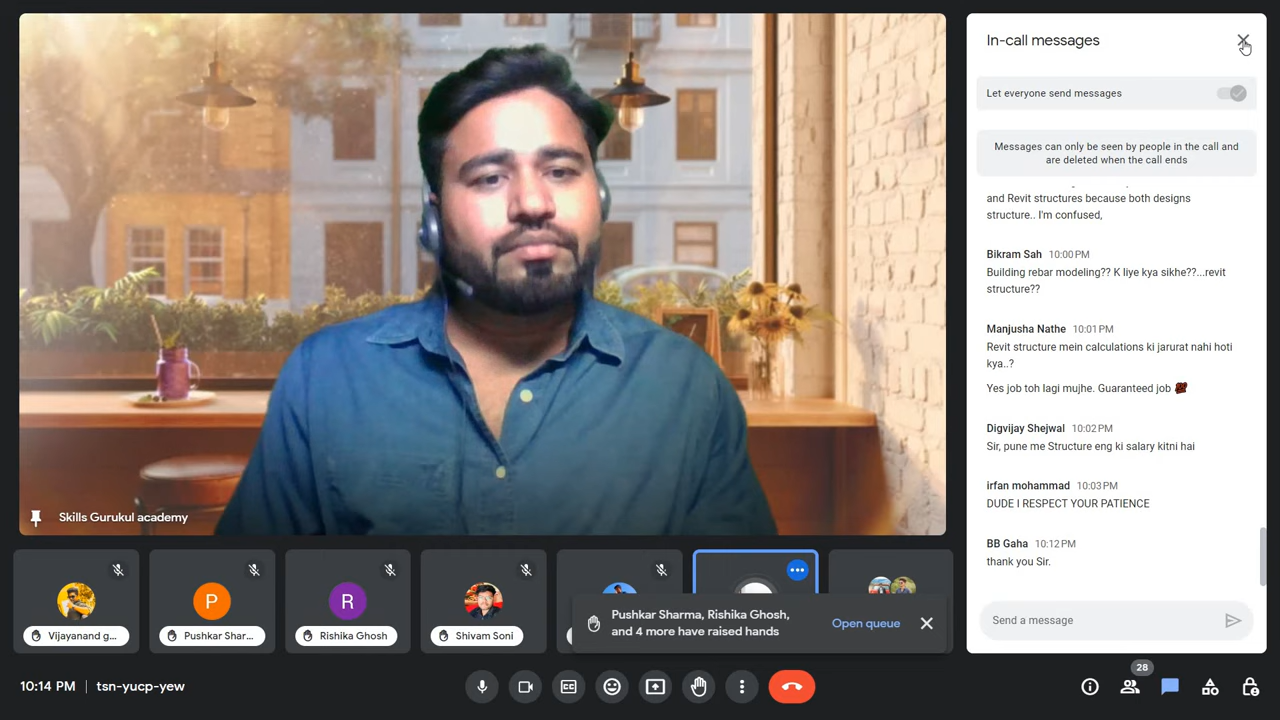 In-call messages
Let everyone send messages
Messages can only be seen by people in the call and
are deleted when the call ends
and Revit structures because both designs
structure.. I'm confused,
Bikram Sah 10:00 PM
Building rebar modeling?? K liye kya sikhe??...revit
structure??
Manjusha Nathe 10:01 PM
Revit structure mein calculations ki jarurat nahi hoti
kya..?
Yes job toh lagi mujhe. Guaranteed job 💯
Digvijay Shejwal 10:02 PM
Sir, pune me Structure eng ki salary kitni hai
irfan mohammad 10:03 PM
DUDE I RESPECT YOUR PATIENCE
BB Gaha 10:12 PM
thank you Sir.
Send a message
Skills Gurukul academy
Vijayanand g...
P
Pushkar Shar...
R
Rishika Ghosh
Shivam Soni
Pushkar Sharma, Rishika Ghosh,
and 4 more have raised hands
Open queue
10:14 PM | tsn-yucp-yew
28